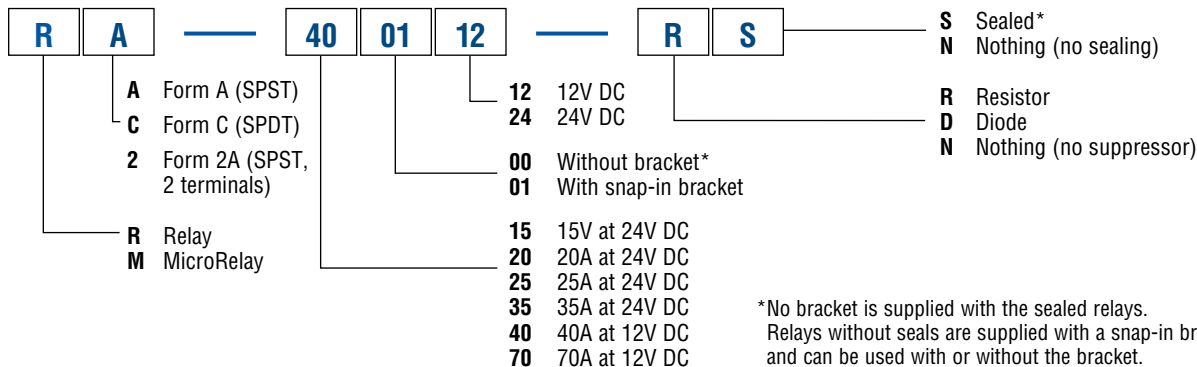 R A — 40 01 12 — R S
S Sealed*
N Nothing (no sealing)
A Form A (SPST)
C Form C (SPDT)
2 Form 2A (SPST,
2 terminals)
R Relay
M MicroRelay
12 12V DC
24 24V DC
00 Without bracket*
01 With snap-in bracket
15 15V at 24V DC
20 20A at 24V DC
25 25A at 24V DC
35 35A at 24V DC
40 40A at 12V DC
70 70A at 12V DC
R Resistor
D Diode
N Nothing (no suppressor)
*No bracket is supplied with the sealed relays.
Relays without seals are supplied with a snap-in br
and can be used with or without the bracket.